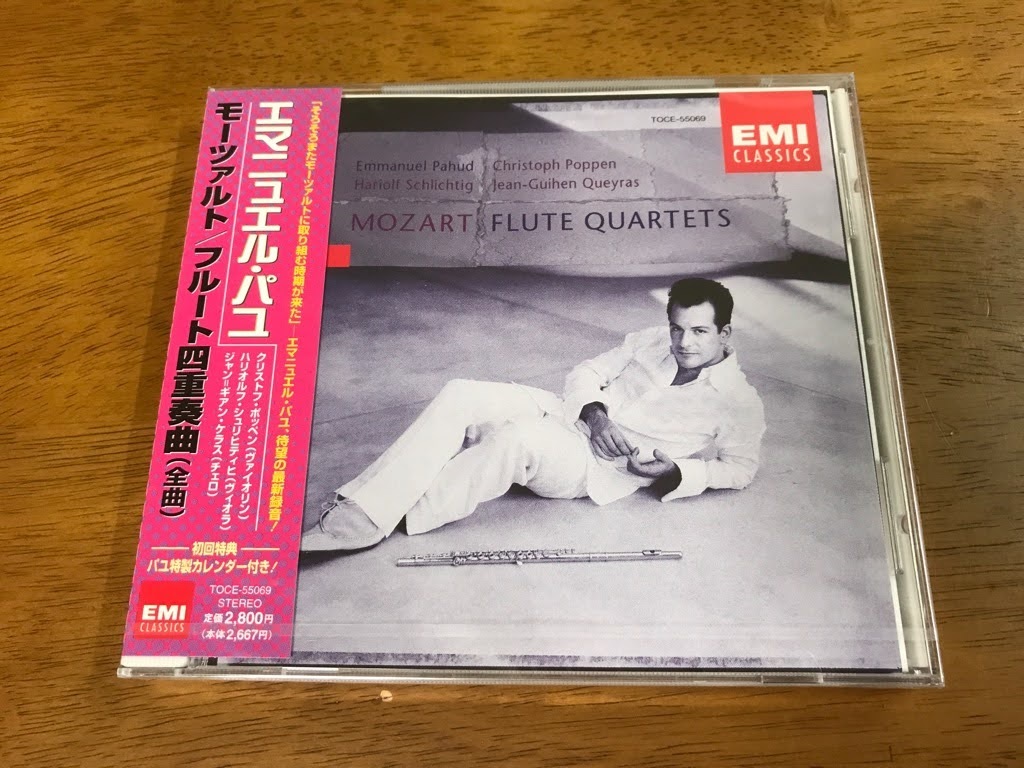 「そろそろまたモーツァルトに取り組む時期が来た」—エマニュエル・パユ、待望の最新録音！
エマニュエル・パユ
クリストフ・ポッペン(ヴァイオリン)
ハリオルフ・シュリヒティヒ(ヴィオラ)
ジャン＝ギアン・ケラス(チェロ)
モーツァルト／フルート四重奏曲(全曲)
初回特典
パユ特製カレンダー付き！
TOCE-55069
STEREO
定価2,800円
(本体2,667円)
EMI
CLASSICS
TOCE-55069
EMI
CLASSICS
Emmanuel Pahud Christoph Poppen
Hariolf Schlichtig Jean-Guihen Queyras
MOZART FLUTE QUARTETS